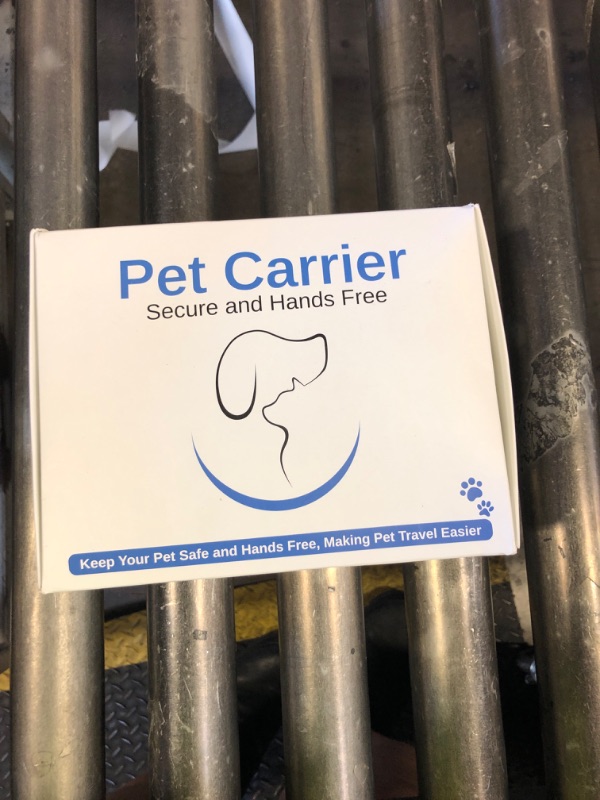 Pet Carrier
Secure and Hands Free
Keep Your Pet Safe and Hands Free, Making Pet Travel Easier